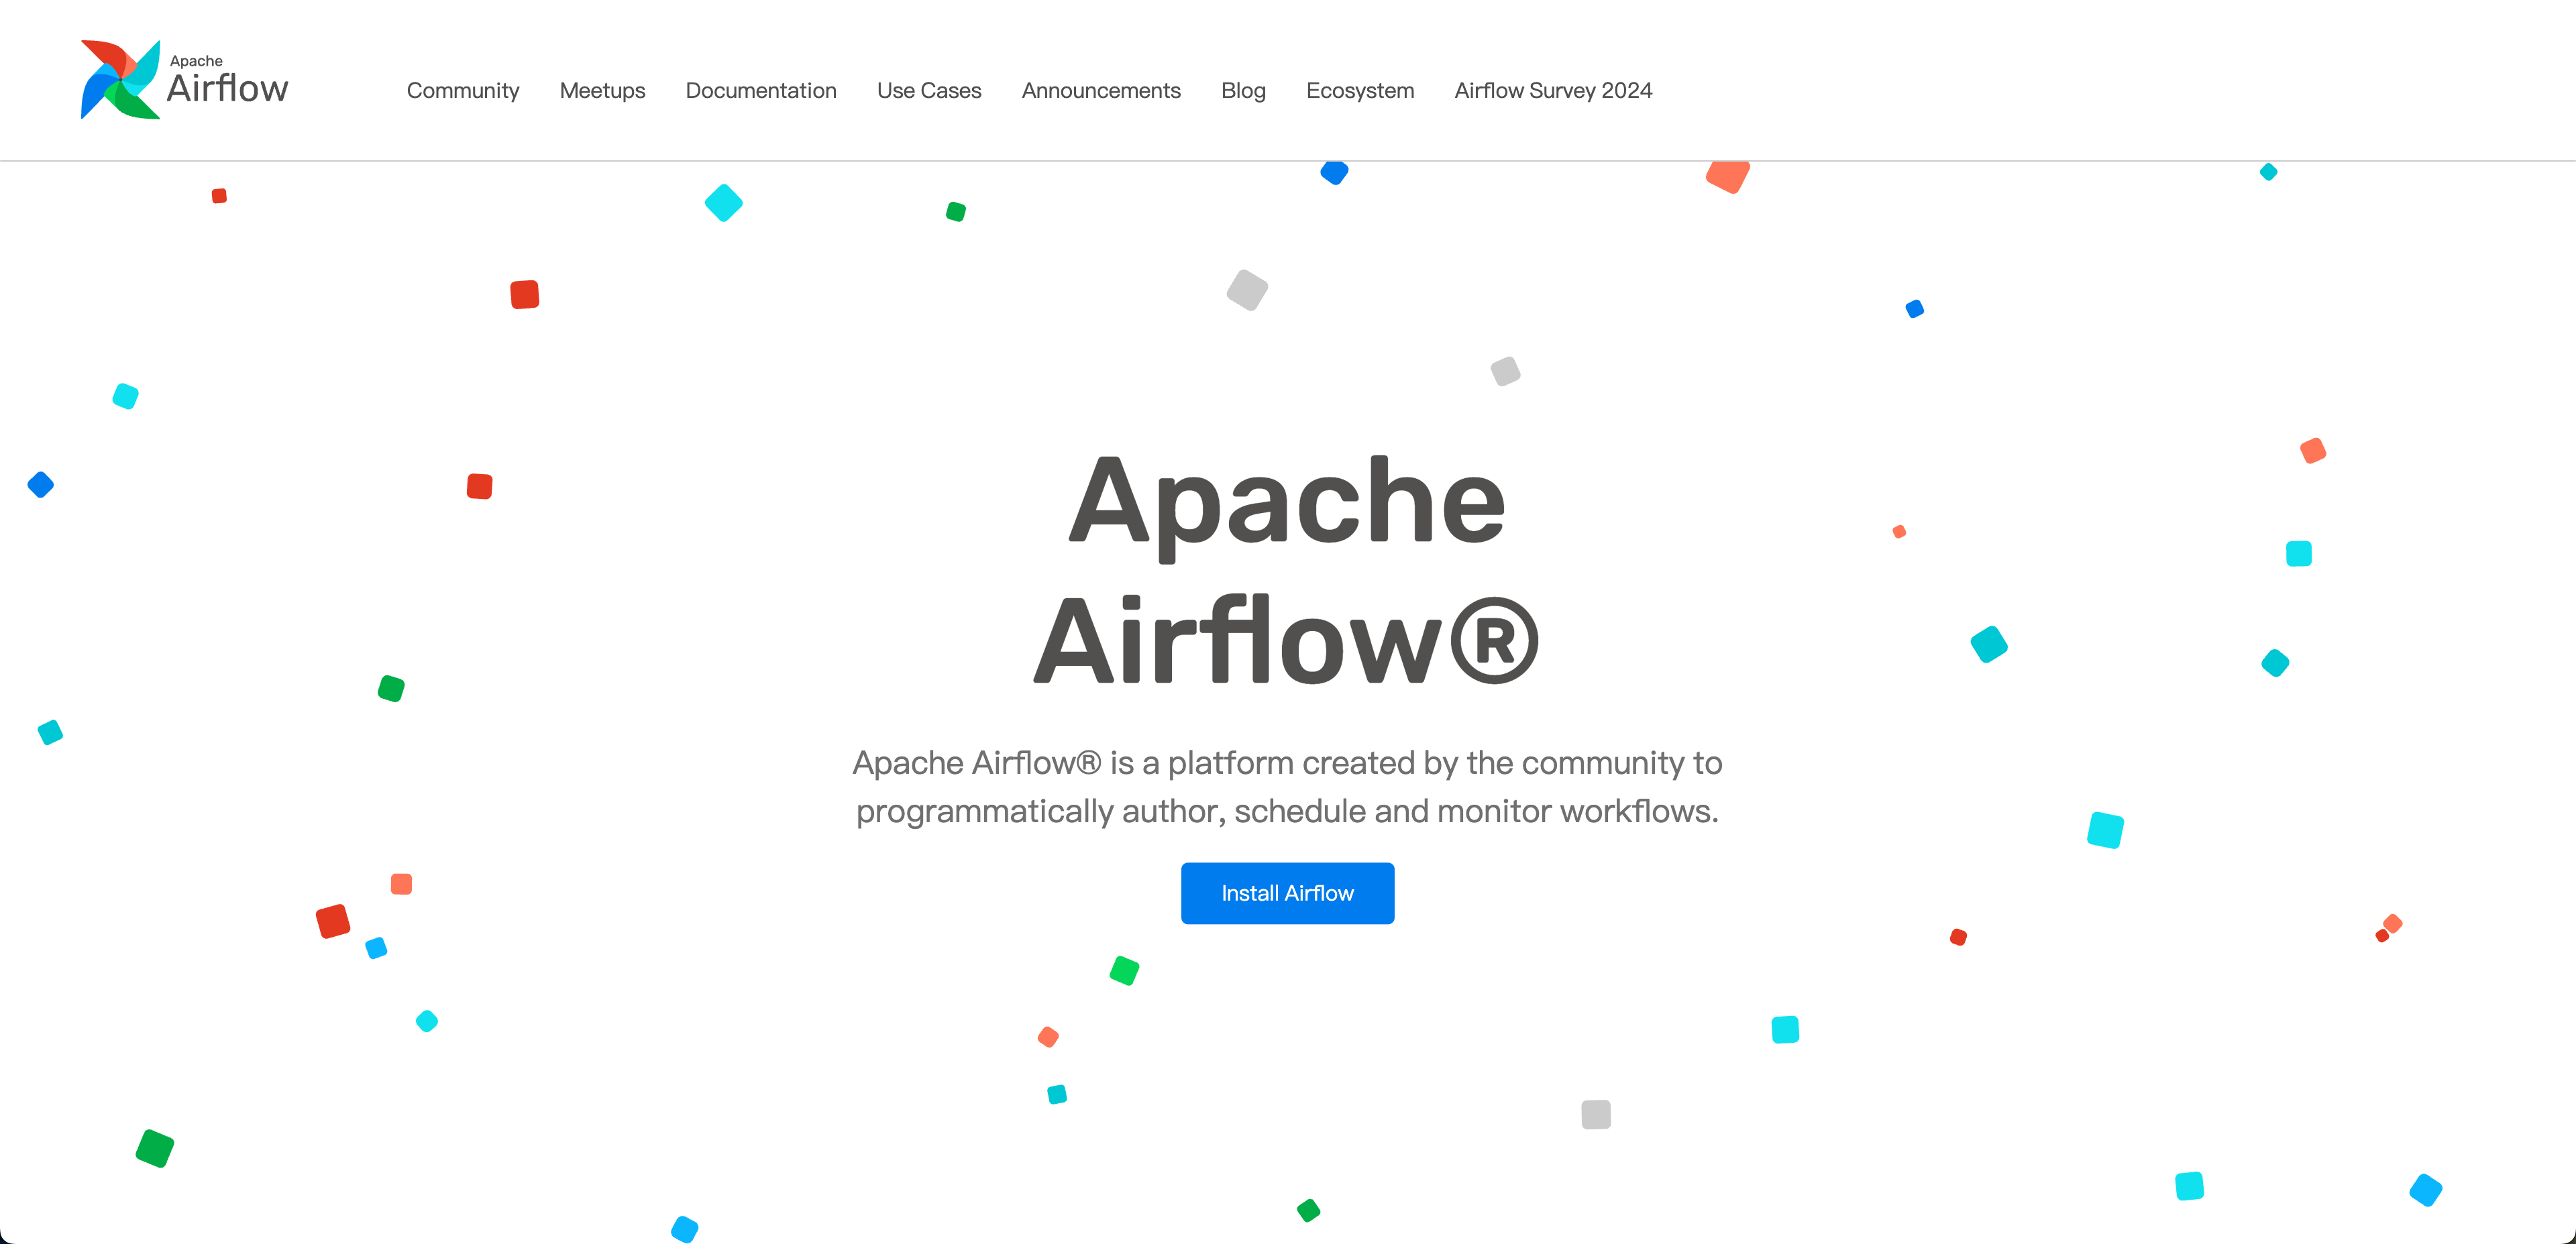 Apache
Airflow
Community Meetups Documentation Use Cases Announcements Blog Ecosystem Airflow Survey 2024
Apache
Airflow®
Apache Airflow® is a platform created by the community to
programmatically author, schedule and monitor workflows.
Install Airflow